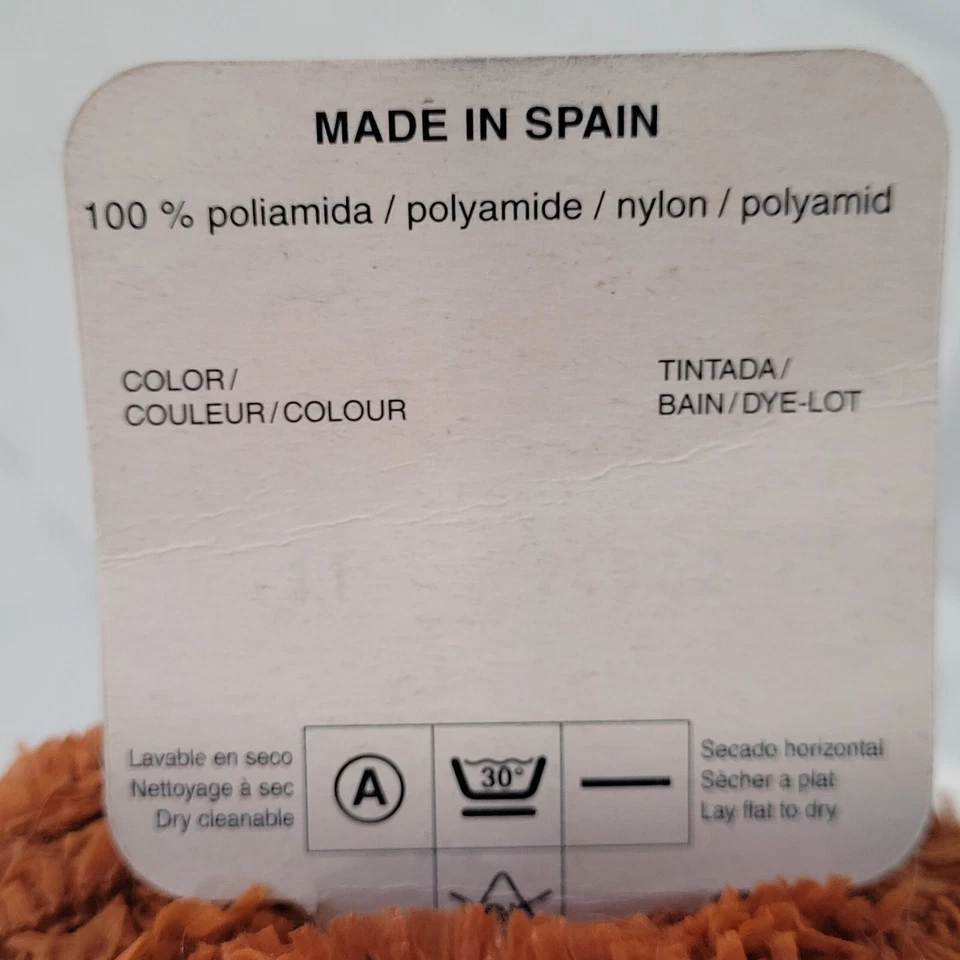 MADE IN SPAIN
100 % poliamida / polyamide / nylon / polyamid
COLOR/
COULEUR/COLOUR
TINTADA/
BAIN/DYE-LOT
Lavable en seco
Nettoyage à sec
Dry cleanable
A
30°
Secado horizontal
Sècher a plat
Lay flat to dry